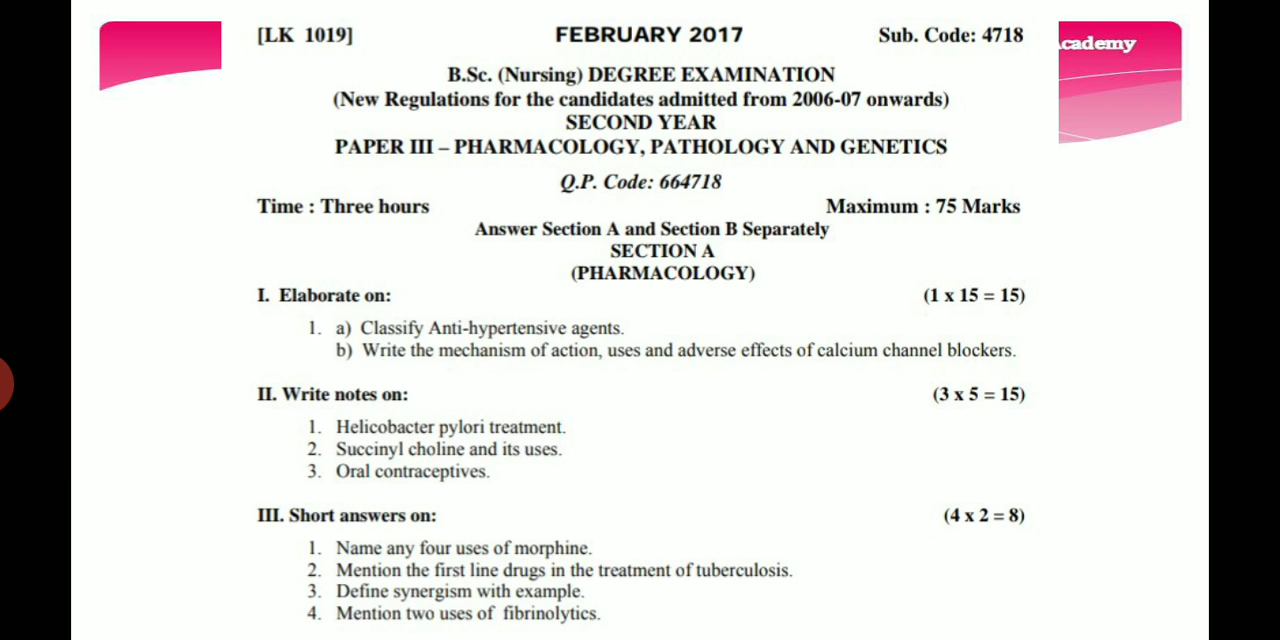 [LK 1019] FEBRUARY 2017 Sub. Code: 4718
cademy
B.Sc. (Nursing) DEGREE EXAMINATION
(New Regulations for the candidates admitted from 2006-07 onwards)
SECOND YEAR
PAPER III – PHARMACOLOGY, PATHOLOGY AND GENETICS
Q.P. Code: 664718
Time : Three hours Maximum : 75 Marks
Answer Section A and Section B Separately
SECTION A
(PHARMACOLOGY)
I. Elaborate on: (1 x 15 = 15)
1. a) Classify Anti-hypertensive agents.
b) Write the mechanism of action, uses and adverse effects of calcium channel blockers.
II. Write notes on: (3 x 5 = 15)
1. Helicobacter pylori treatment.
2. Succinyl choline and its uses.
3. Oral contraceptives.
III. Short answers on: (4 x 2 = 8)
1. Name any four uses of morphine.
2. Mention the first line drugs in the treatment of tuberculosis.
3. Define synergism with example.
4. Mention two uses of fibrinolytics.